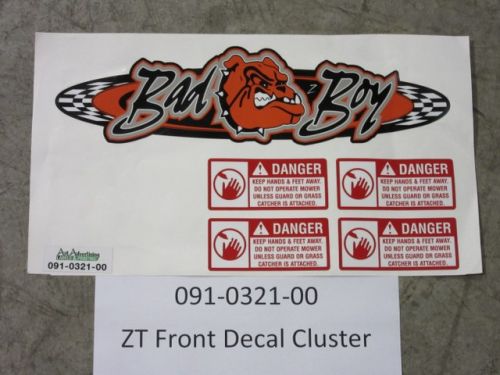 Bad Boy
Z
DANGER
KEEP HANDS & FEET AWAY.
DO NOT OPERATE MOWER
UNLESS GUARD OR GRASS
CATCHER IS ATTACHED.
DANGER
KEEP HANDS & FEET AWAY.
DO NOT OPERATE MOWER
UNLESS GUARD OR GRASS
CATCHER IS ATTACHED.
DANGER
KEEP HANDS & FEET AWAY.
DO NOT OPERATE MOWER
UNLESS GUARD OR GRASS
CATCHER IS ATTACHED.
DANGER
KEEP HANDS & FEET AWAY.
DO NOT OPERATE MOWER
UNLESS GUARD OR GRASS
CATCHER IS ATTACHED.
Art Advertising
091-0321-00
091-0321-00
ZT Front Decal Cluster